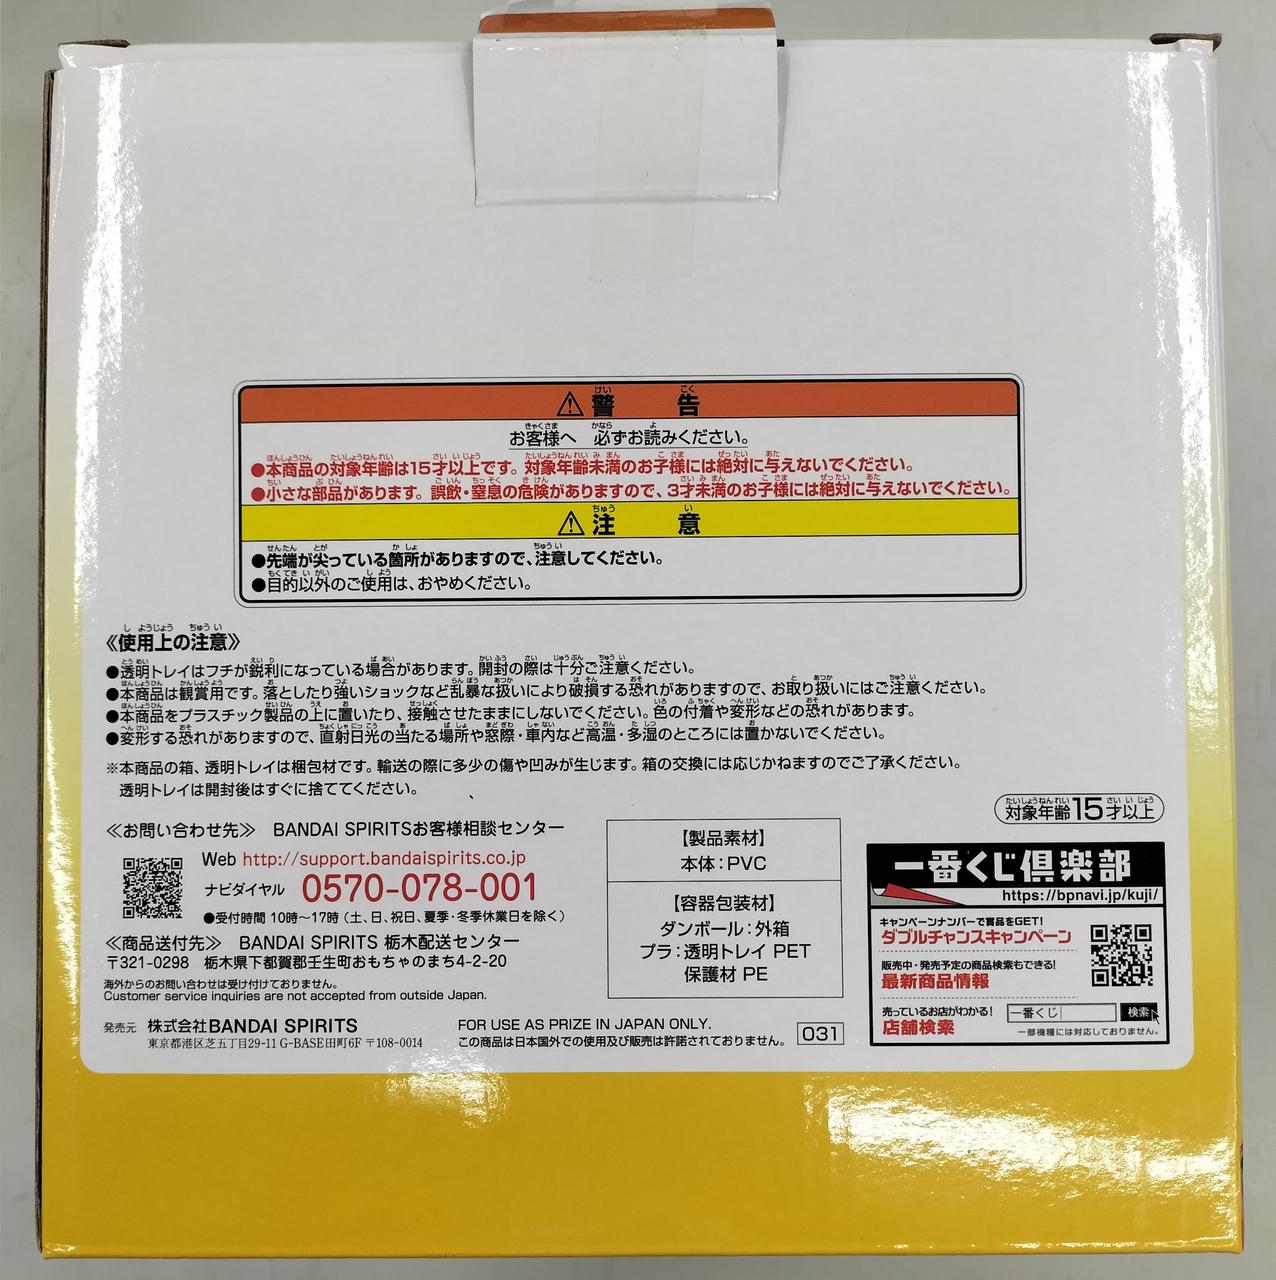 ⚠警告
お客様へ 必ずお読みください。
●本商品の対象年齢は15才以上です。対象年齢未満のお子様には絶対に与えないでください。
●小さな部品があります。誤飲・窒息の危険がありますので、3才未満のお子様には絶対に与えないでください。
⚠注意
●先端が尖っている箇所がありますので、注意してください。
●目的以外のご使用は、おやめください。
《使用上の注意》
●透明トレイはフチが鋭利になっている場合があります。開封の際は十分ご注意ください。
●本商品は観賞用です。落としたり強いショックなど乱暴な扱いにより破損する恐れがありますので、お取り扱いにはご注意ください。
●本商品をプラスチック製品の上に置いたり、接触させたままにしないでください。色の付着や変形などの恐れがあります。
●変形する恐れがありますので、直射日光の当たる場所や窓際・車内など高温・多湿のところには置かないでください。
※本商品の箱、透明トレイは梱包材です。輸送の際に多少の傷や凹みが生じます。箱の交換には応じかねますのでご了承ください。
透明トレイは開封後はすぐに捨ててください。
対象年齢15才以上
≪お問い合わせ先≫ BANDAI SPIRITSお客様相談センター
Web http://support.bandaispirits.co.jp
ナビダイヤル 0570-078-001
●受付時間 10時～17時(土、日、祝日、夏季・冬季休業日を除く)
≪商品送付先≫ BANDAI SPIRITS 栃木配送センター
〒321-0298 栃木県下都賀郡壬生町おもちゃのまち4-2-20
海外からのお問い合わせは受け付けておりません。
Customer service inquiries are not accepted from outside Japan.
発売元 株式会社BANDAI SPIRITS
東京都港区芝五丁目29-11 G-BASE田町6F 〒108-0014
【製品素材】
本体：PVC
【容器包装材】
ダンボール：外箱
プラ：透明トレイ PET
保護材 PE
FOR USE AS PRIZE IN JAPAN ONLY.
この商品は日本国外での使用及び販売は許諾されておりません。
031
一番くじ倶楽部
https://bpnavi.jp/kuji/
キャンペーンナンバーで賞品をGET!
ダブルチャンスキャンペーン
販売中・発売予定の商品検索もできる!
最新商品情報
売っているお店がわかる!
店舗検索
一番くじ 検索
一部機種には対応しておりません。